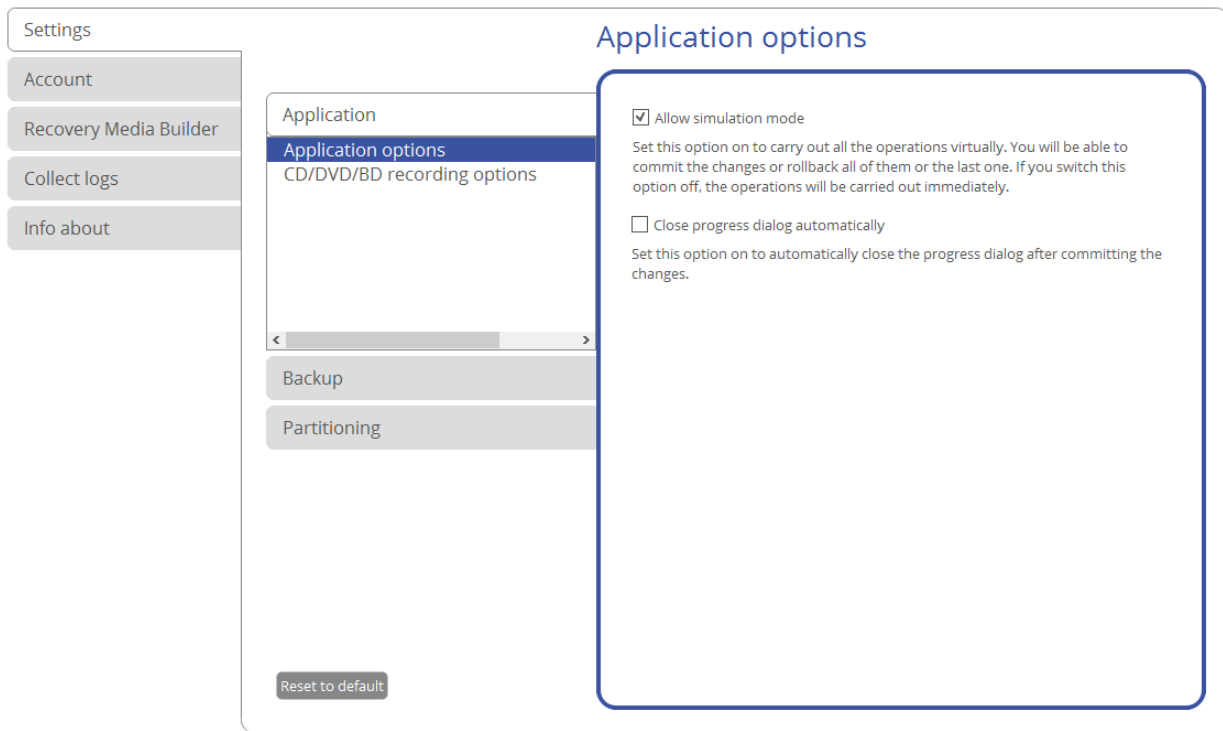 Settings
Account
Recovery Media Builder
Collect logs
Info about
Application
Application options
CD/DVD/BD recording options
Backup
Partitioning
Reset to default
Application options
Allow simulation mode
Set this option on to carry out all the operations virtually. You will be able to
commit the changes or rollback all of them or the last one. If you switch this
option off, the operations will be carried out immediately.
Close progress dialog automatically
Set this option on to automatically close the progress dialog after committing the
changes.